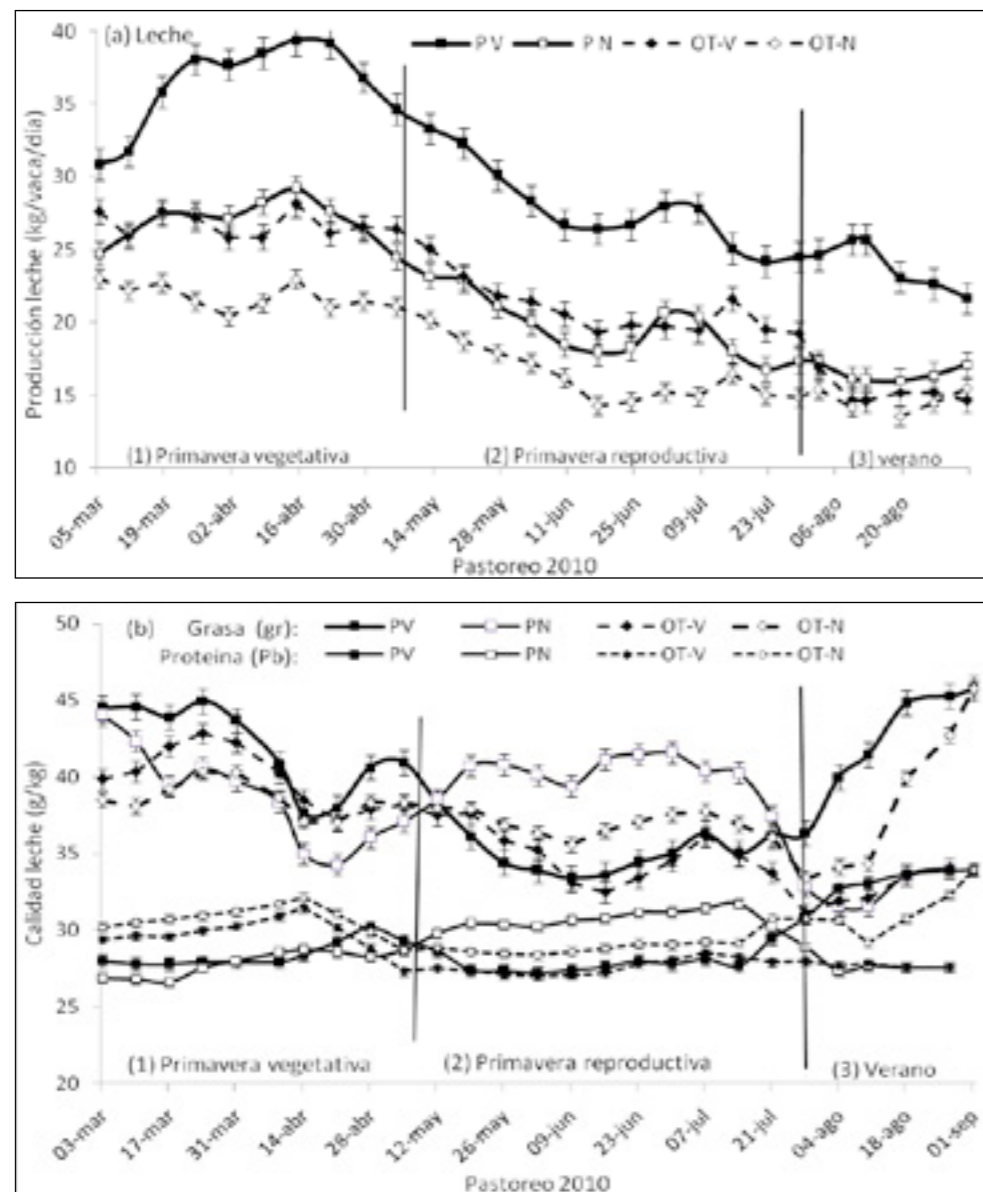 (a) Leche PV PN OT-V OT-N
Producción leche (kg/vaca/dia)
40
35
30
25
20
15
10
(1) Primavera vegetativa (2) Primavera reproductiva (3) verano
05-mar 19-mar 02-abr 16-abr 30-abr 14-may 28-may 11-jun 25-jun 09-jul 23-jul 06-ago 20-ago
Pastoreo 2010
(b) Grasa (gr): PV PN OT-V OT-N
Proteina (Pb): PV PN OT-V OT-N
Calidad leche (g/kg)
50
45
40
35
30
25
20
(1) Primavera vegetativa (2) Primavera reproductiva (3) Verano
03-mar 17-mar 31-mar 14-abr 28-abr 12-may 26-may 09-jun 23-jun 07-jul 21-jul 04-ago 18-ago 01-sep
Pastoreo 2010